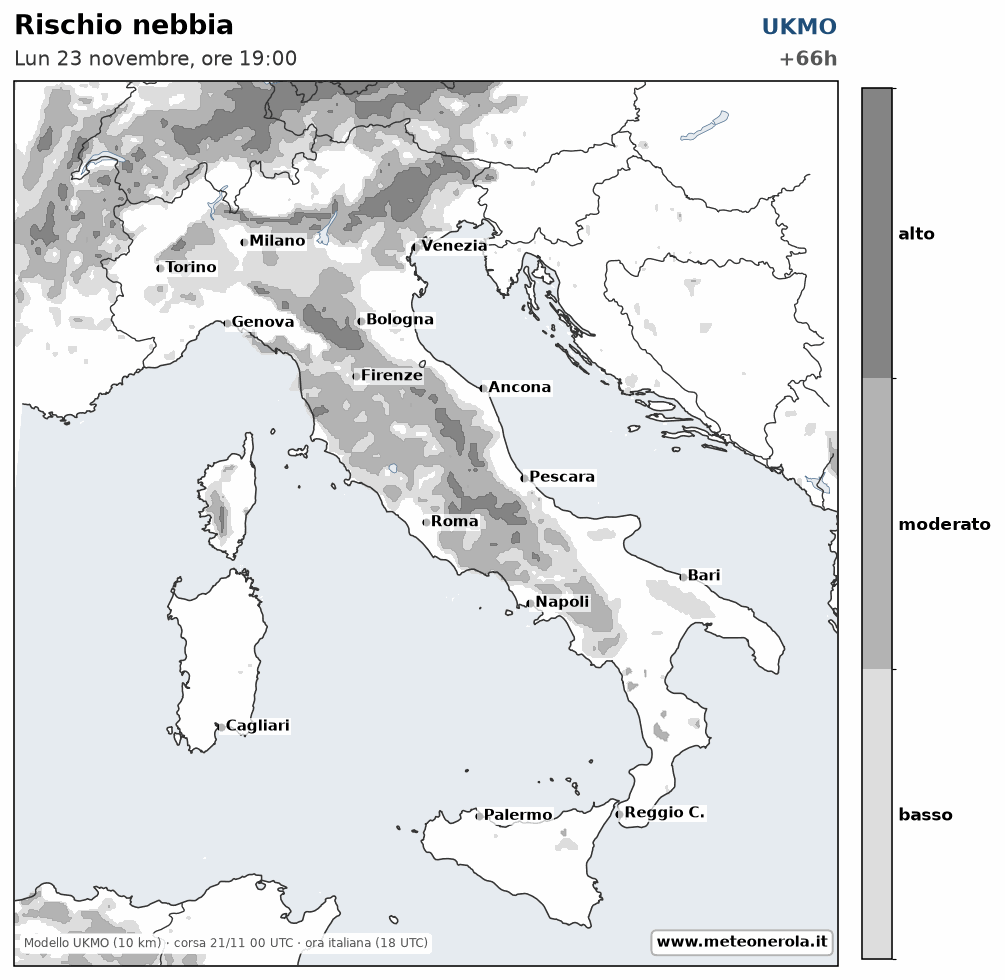 Rischio nebbia
UKMO
Lun 23 novembre, ore 19:00
+66h
alto
Milano
Venezia
Torino
Genova
Bologna
Firenze
Ancona
Pescara
Roma
moderato
Bari
Napoli
Cagliari
Palermo
Reggio C.
basso
Modello UKMO (10 km) · corsa 21/11 00 UTC · ora italiana (18 UTC)
www.meteonerola.it